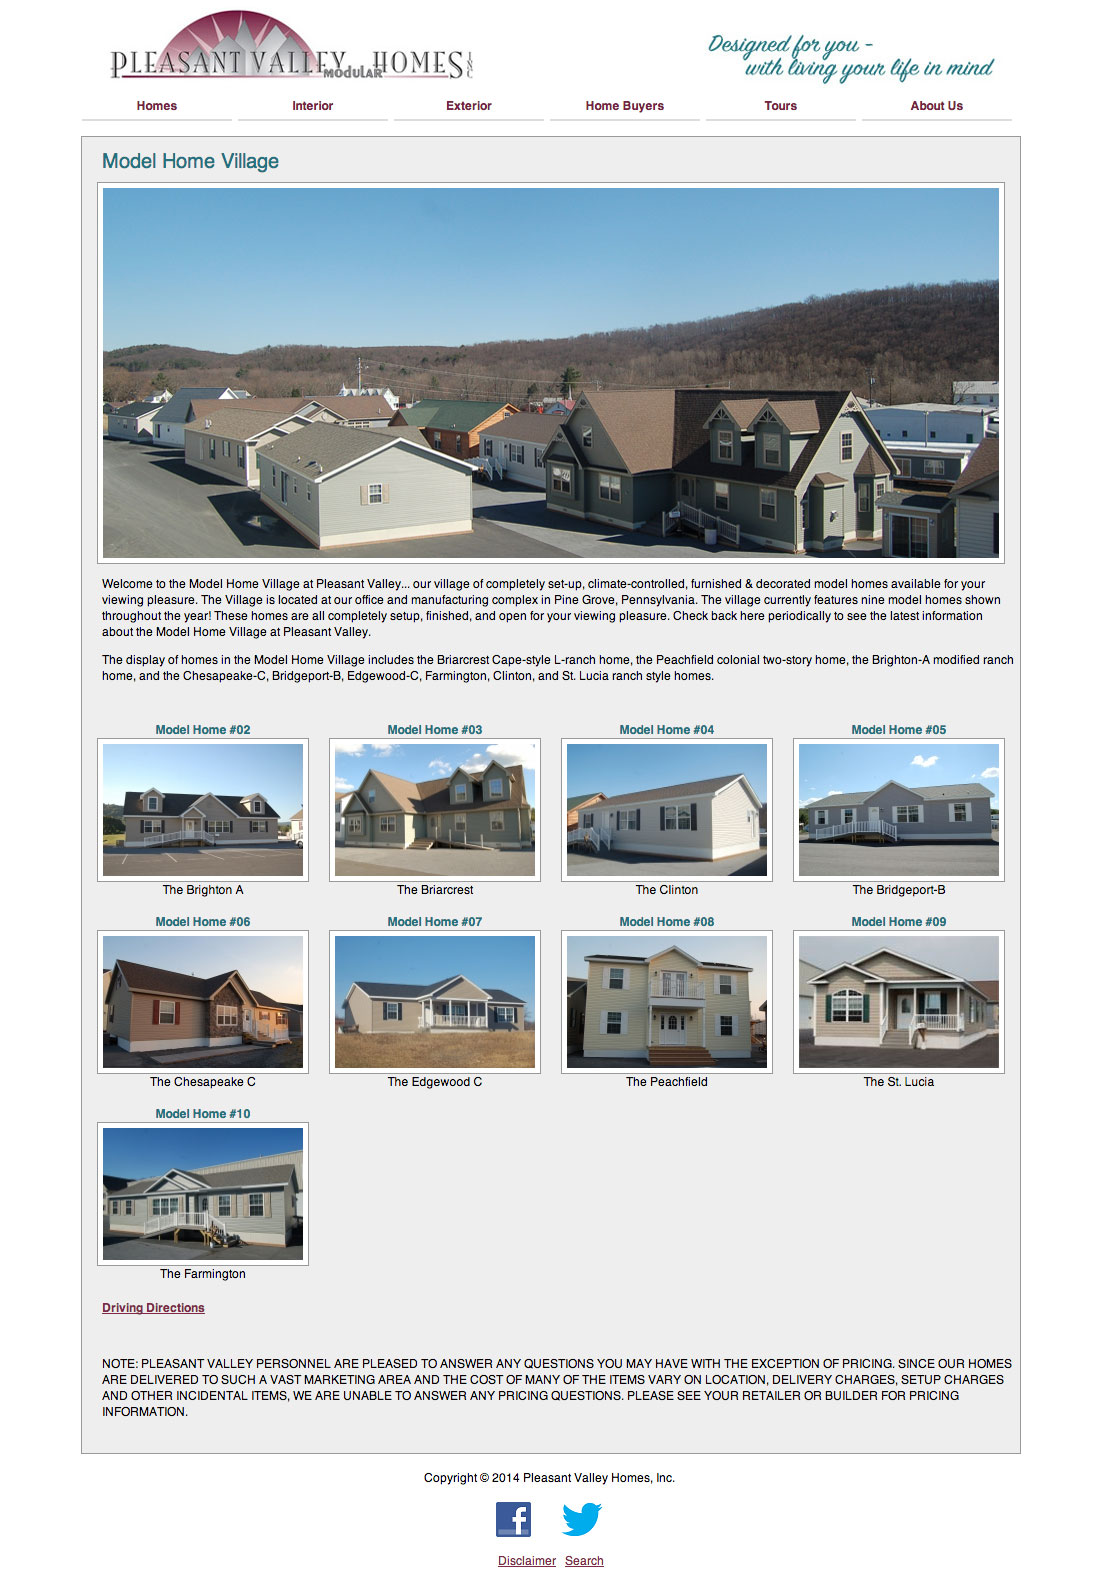 PLEASANT VALLEY MODULAR HOMES INC
Designed for you -
with living your life in mind
Homes Interior Exterior Home Buyers Tours About Us
Model Home Village
Welcome to the Model Home Village at Pleasant Valley... our village of completely set-up, climate-controlled, furnished & decorated model homes available for your
viewing pleasure. The Village is located at our office and manufacturing complex in Pine Grove, Pennsylvania. The village currently features nine model homes shown
throughout the year! These homes are all completely setup, finished, and open for your viewing pleasure. Check back here periodically to see the latest information
about the Model Home Village at Pleasant Valley.
The display of homes in the Model Home Village includes the Briarcrest Cape-style L-ranch home, the Peachfield colonial two-story home, the Brighton-A modified ranch
home, and the Chesapeake-C, Bridgeport-B, Edgewood-C, Farmington, Clinton, and St. Lucia ranch style homes.
Model Home #02 Model Home #03 Model Home #04 Model Home #05
The Brighton A The Briarcrest The Clinton The Bridgeport-B
Model Home #06 Model Home #07 Model Home #08 Model Home #09
The Chesapeake C The Edgewood C The Peachfield The St. Lucia
Model Home #10
The Farmington
Driving Directions
NOTE: PLEASANT VALLEY PERSONNEL ARE PLEASED TO ANSWER ANY QUESTIONS YOU MAY HAVE WITH THE EXCEPTION OF PRICING. SINCE OUR HOMES
ARE DELIVERED TO SUCH A VAST MARKETING AREA AND THE COST OF MANY OF THE ITEMS VARY ON LOCATION, DELIVERY CHARGES, SETUP CHARGES
AND OTHER INCIDENTAL ITEMS, WE ARE UNABLE TO ANSWER ANY PRICING QUESTIONS. PLEASE SEE YOUR RETAILER OR BUILDER FOR PRICING
INFORMATION.
Copyright © 2014 Pleasant Valley Homes, Inc.
f
Disclaimer Search